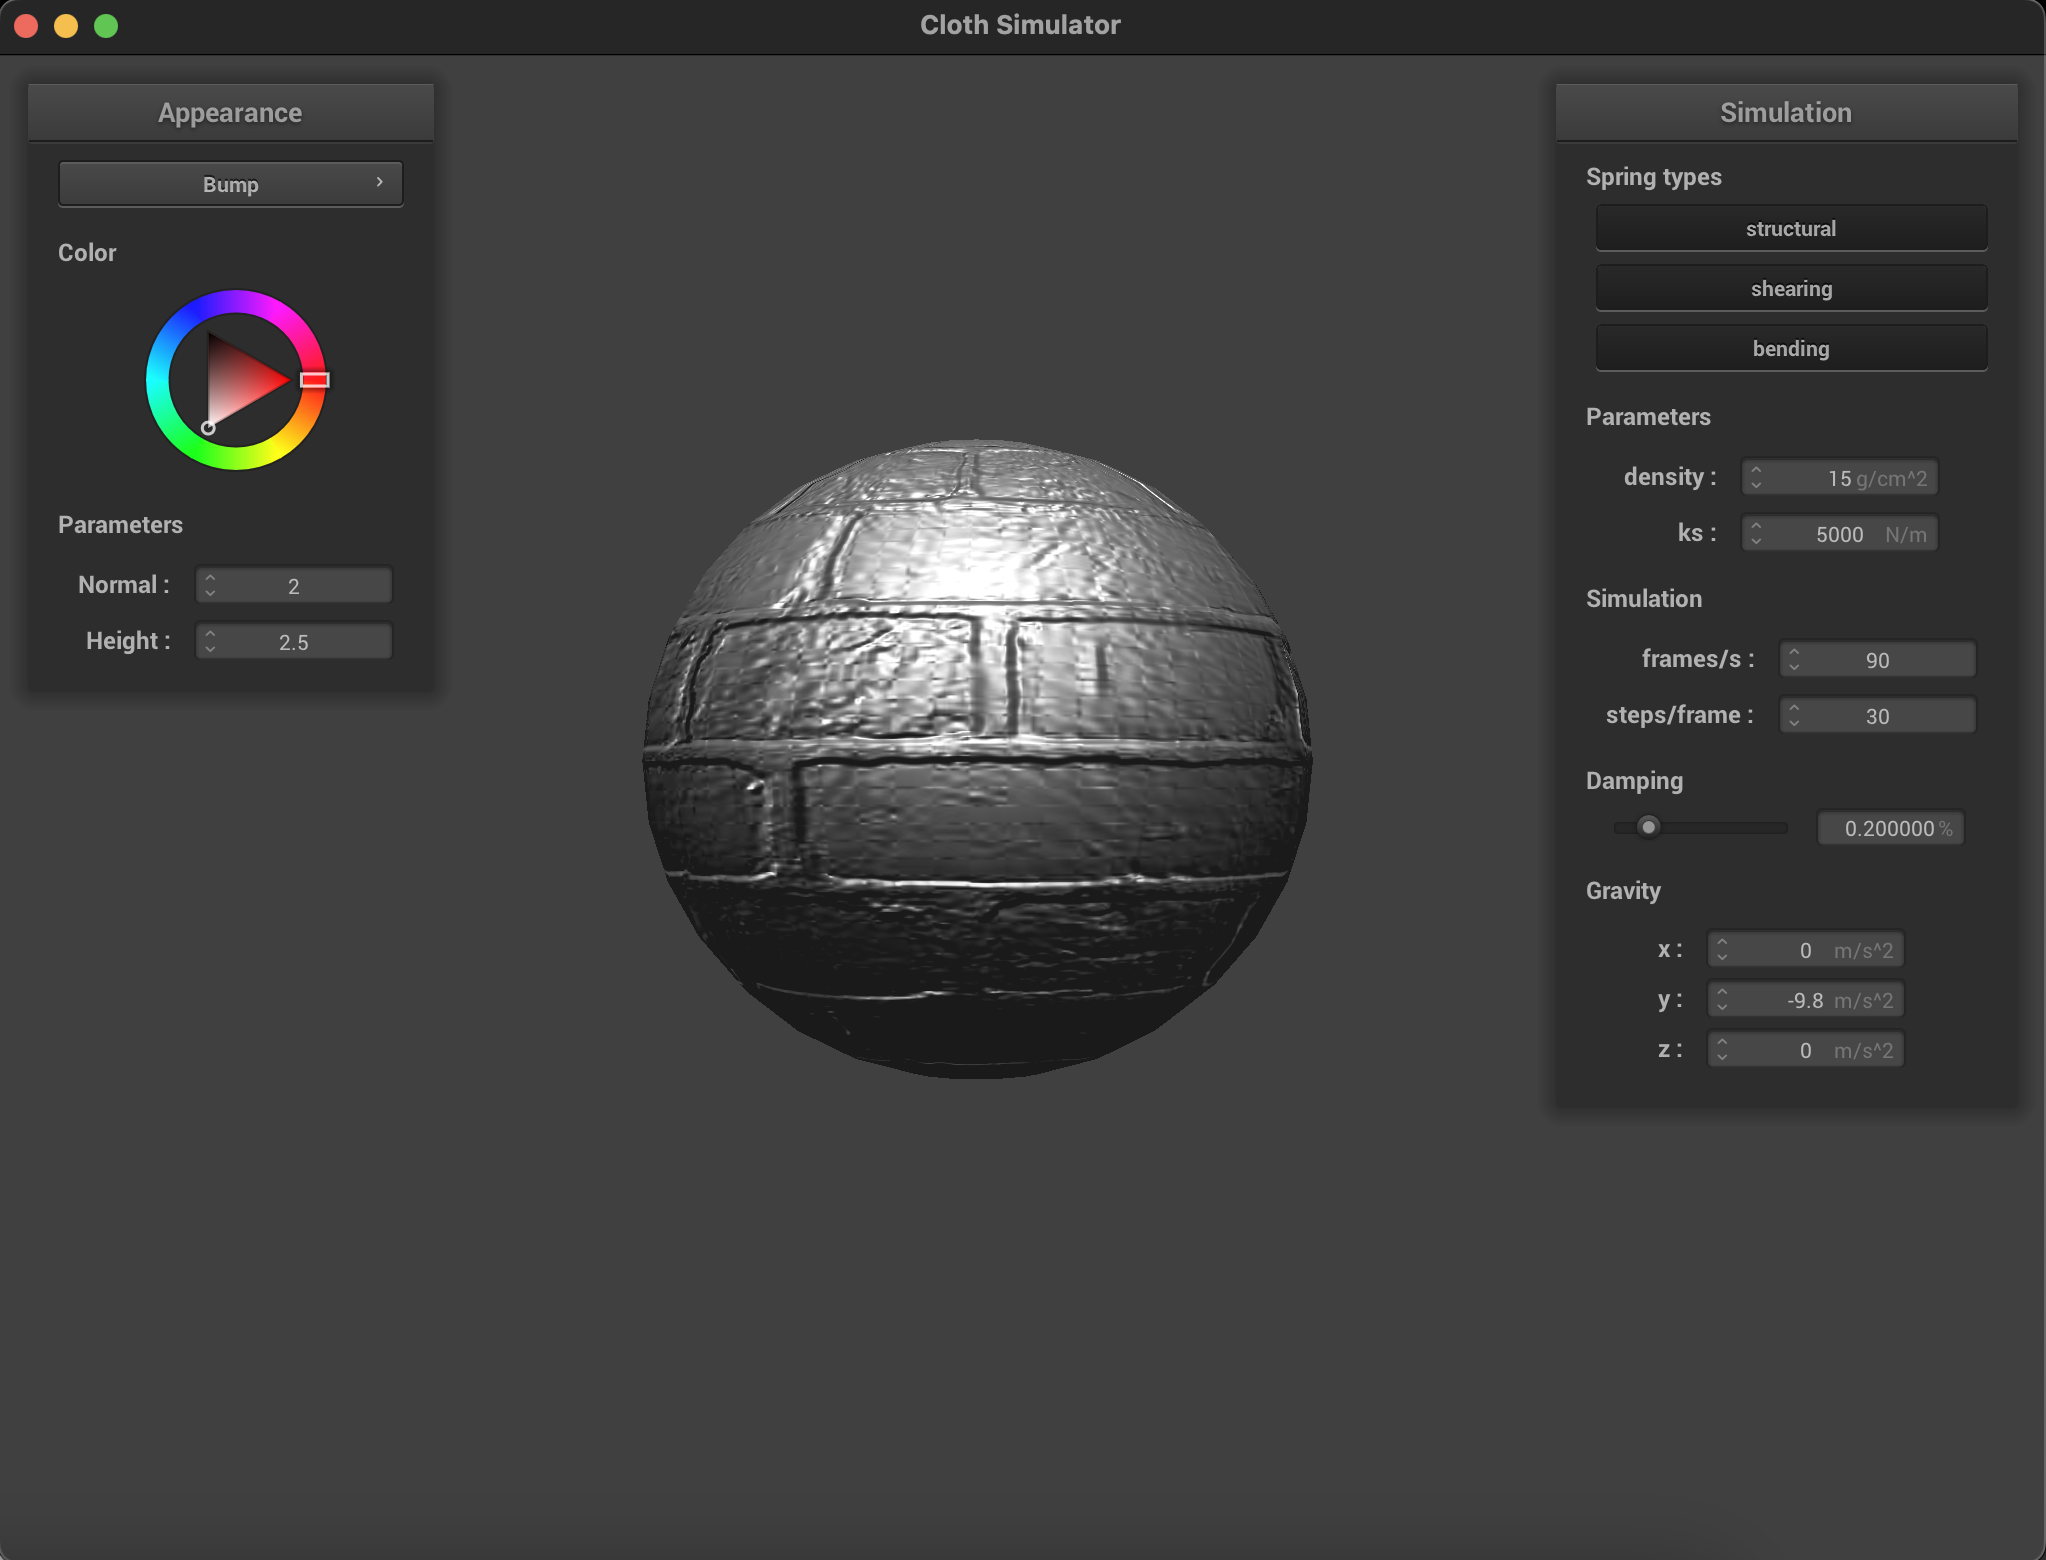 Cloth Simulator
Appearance
Bump
Color
Parameters
Normal : 2
Height : 2.5
Simulation
Spring types
structural
shearing
bending
Parameters
density : 15 g/cm^2
ks : 5000 N/m
Simulation
frames/s : 90
steps/frame : 30
Damping
0.200000 %
Gravity
x : 0 m/s^2
y : -9.8 m/s^2
z : 0 m/s^2